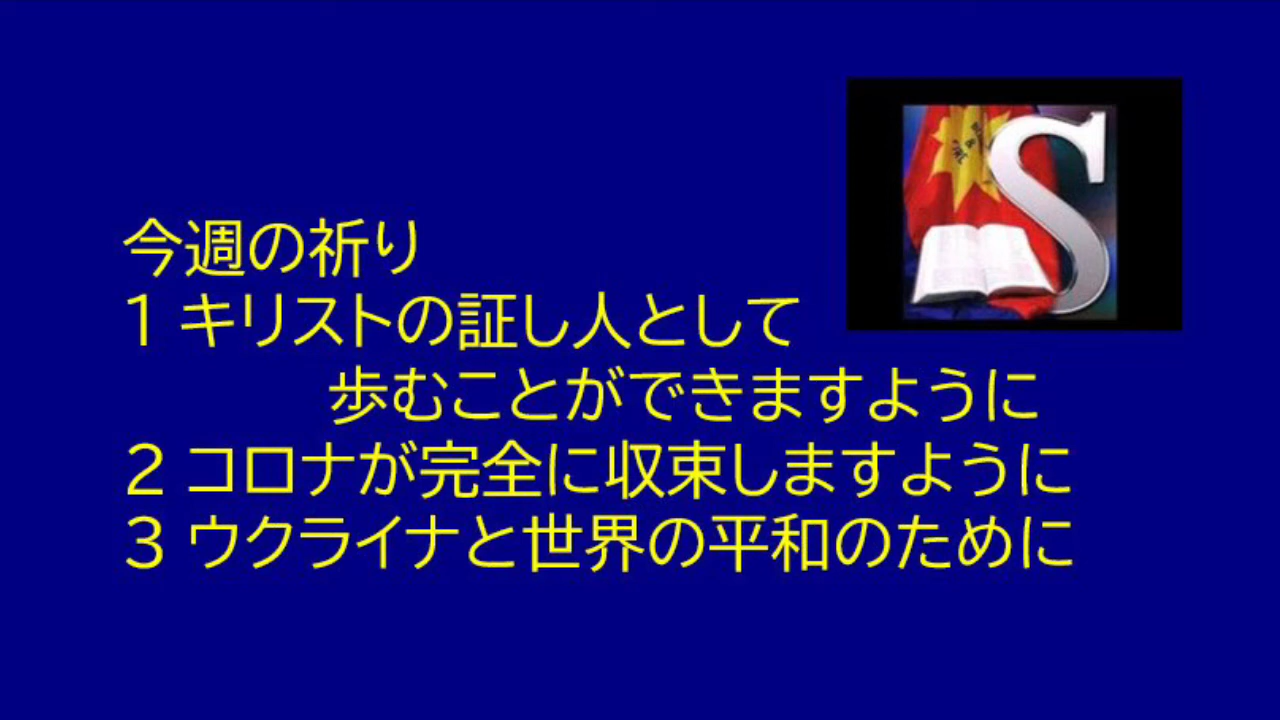 今週の祈り
1 キリストの証し人として
歩むことができますように
2 コロナが完全に収束しますように
3 ウクライナと世界の平和のために
S